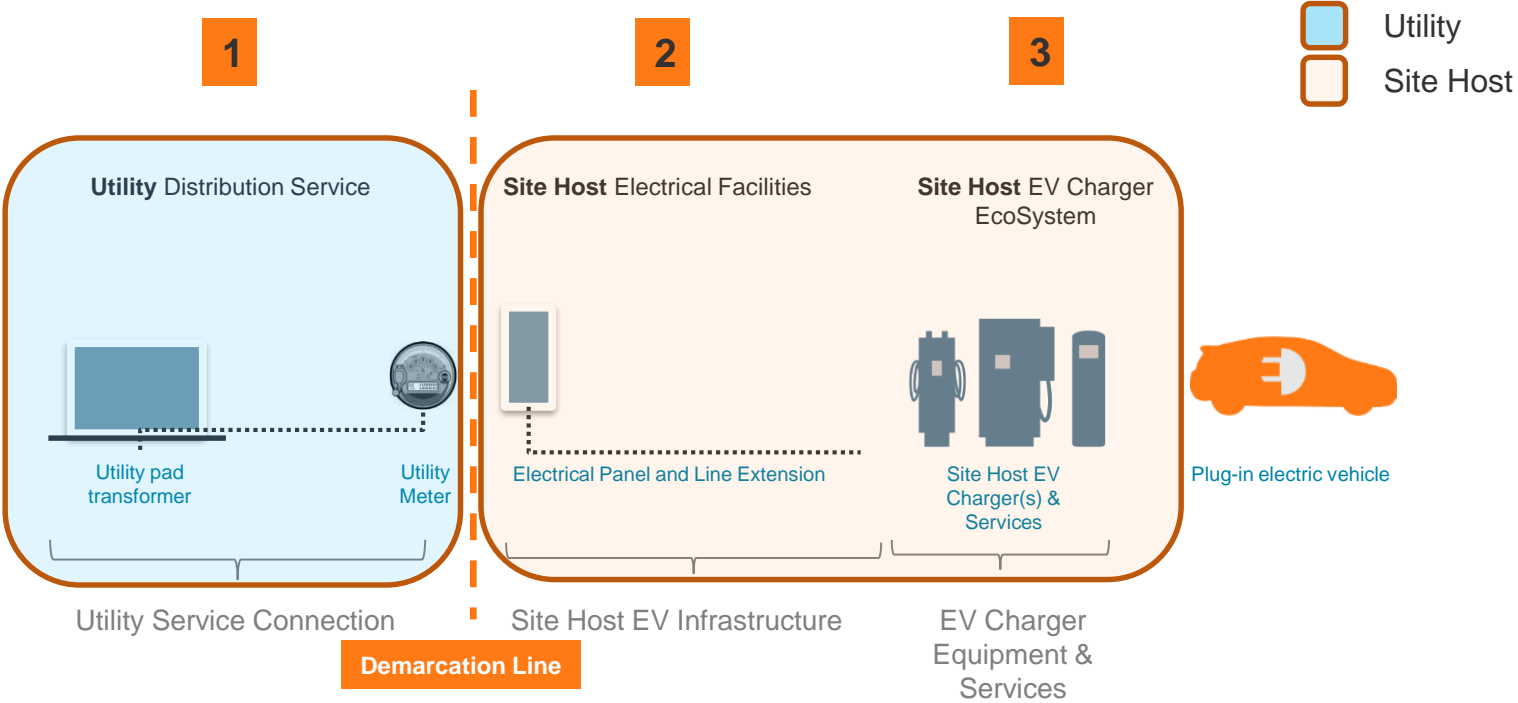 1
2
3
Utility
Site Host
Utility Distribution Service
Site Host Electrical Facilities
Site Host EV Charger
EcoSystem
Utility pad
transformer
Utility
Meter
Electrical Panel and Line Extension
Site Host EV
Charger(s) &
Services
Plug-in electric vehicle
Utility Service Connection
Site Host EV Infrastructure
EV Charger
Equipment &
Services
Demarcation Line